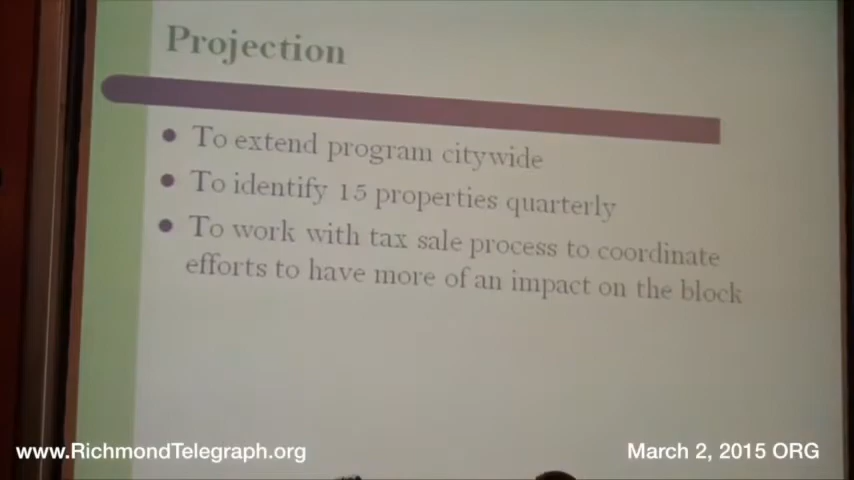 Projection
• To extend program citywide
• To identify 15 properties quarterly
• To work with tax sale process to coordinate
efforts to have more of an impact on the block
www.RichmondTelegraph.org
March 2, 2015 ORG